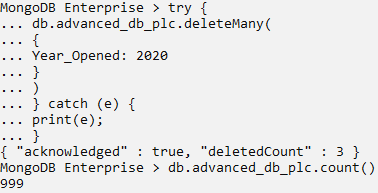 MongoDB Enterprise > try {
... db.advanced_db_plc.deleteMany(
... {
... Year_Opened: 2020
... }
... )
... } catch (e) {
... print(e);
... }
{ "acknowledged" : true, "deletedCount" : 3 }
MongoDB Enterprise > db.advanced_db_plc.count()
999